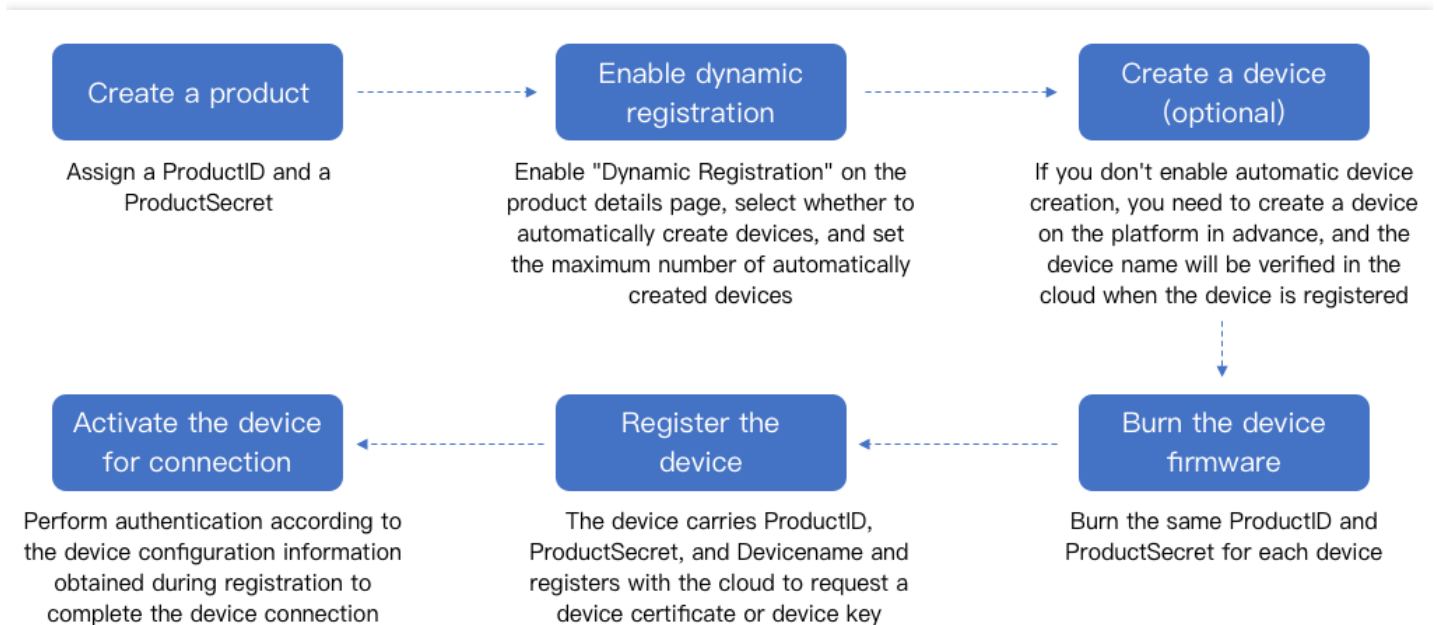 Create a product
Assign a ProductID and a
ProductSecret
Enable dynamic
registration
Enable "Dynamic Registration" on the
product details page, select whether to
automatically create devices, and set
the maximum number of automatically
created devices
Create a device
(optional)
If you don't enable automatic device
creation, you need to create a device
on the platform in advance, and the
device name will be verified in the
cloud when the device is registered
Burn the device
firmware
Burn the same ProductID and
ProductSecret for each device
Register the
device
The device carries ProductID,
ProductSecret, and Devicename and
registers with the cloud to request a
device certificate or device key
Activate the device
for connection
Perform authentication according to
the device configuration information
obtained during registration to
complete the device connection